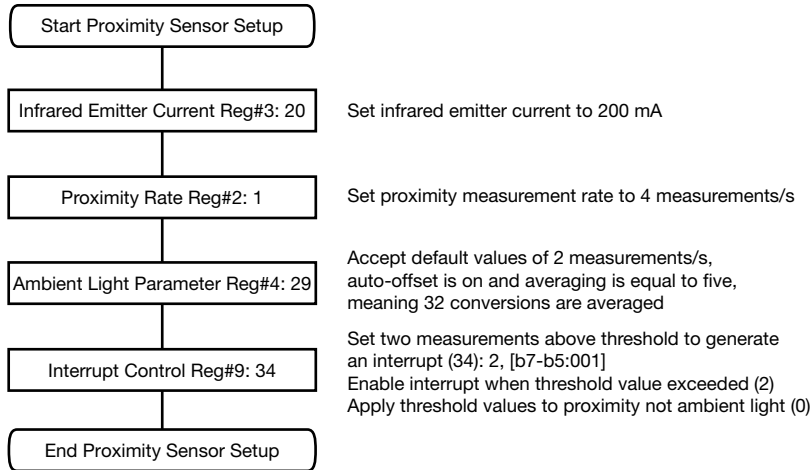 Start Proximity Sensor Setup
Infrared Emitter Current Reg#3: 20
Set infrared emitter current to 200 mA
Proximity Rate Reg#2: 1
Set proximity measurement rate to 4 measurements/s
Ambient Light Parameter Reg#4: 29
Accept default values of 2 measurements/s,
auto-offset is on and averaging is equal to five,
meaning 32 conversions are averaged
Interrupt Control Reg#9: 34
Set two measurements above threshold to generate
an interrupt (34): 2, [b7-b5:001]
Enable interrupt when threshold value exceeded (2)
Apply threshold values to proximity not ambient light (0)
End Proximity Sensor Setup